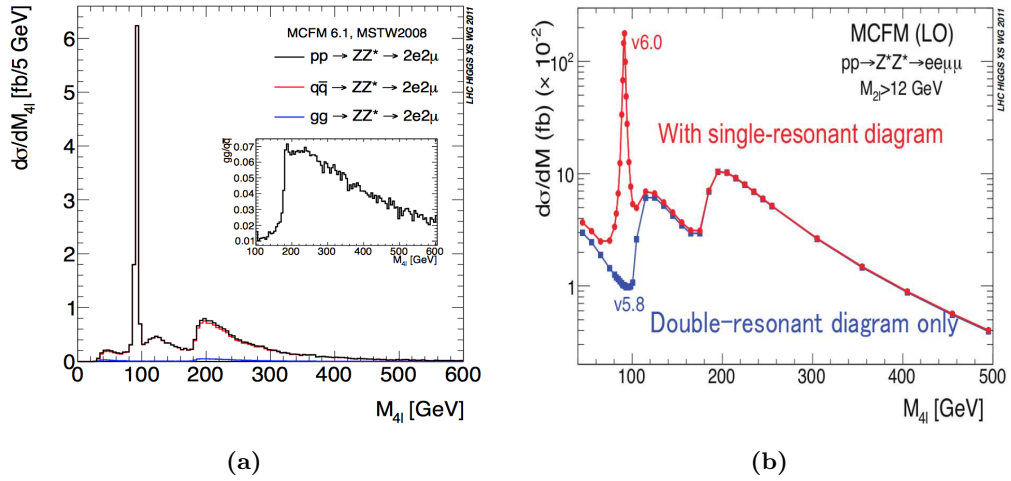 dσ/dM4l [fb/5 GeV]
6
5
4
3
2
1
0
0 100 200 300 400 500 600
M4l [GeV]
MCFM 6.1, MSTW2008
pp → ZZ* → 2e2μ
qq̅ → ZZ* → 2e2μ
gg → ZZ* → 2e2μ
LHC HIGGS XS WG 2011
0.07
0.06
0.05
0.04
0.03
0.02
0.01
100 200 300 400 500 600
M4l [GeV]
(a)
dσ/dM (fb) (× 10⁻²)
10²
10
1
100 200 300 400 500
M4l [GeV]
MCFM (LO)
pp→Z*Z*→eeμμ
M2l>12 GeV
LHC HIGGS XS WG 2011
v6.0
With single-resonant diagram
v5.8
Double-resonant diagram only
(b)